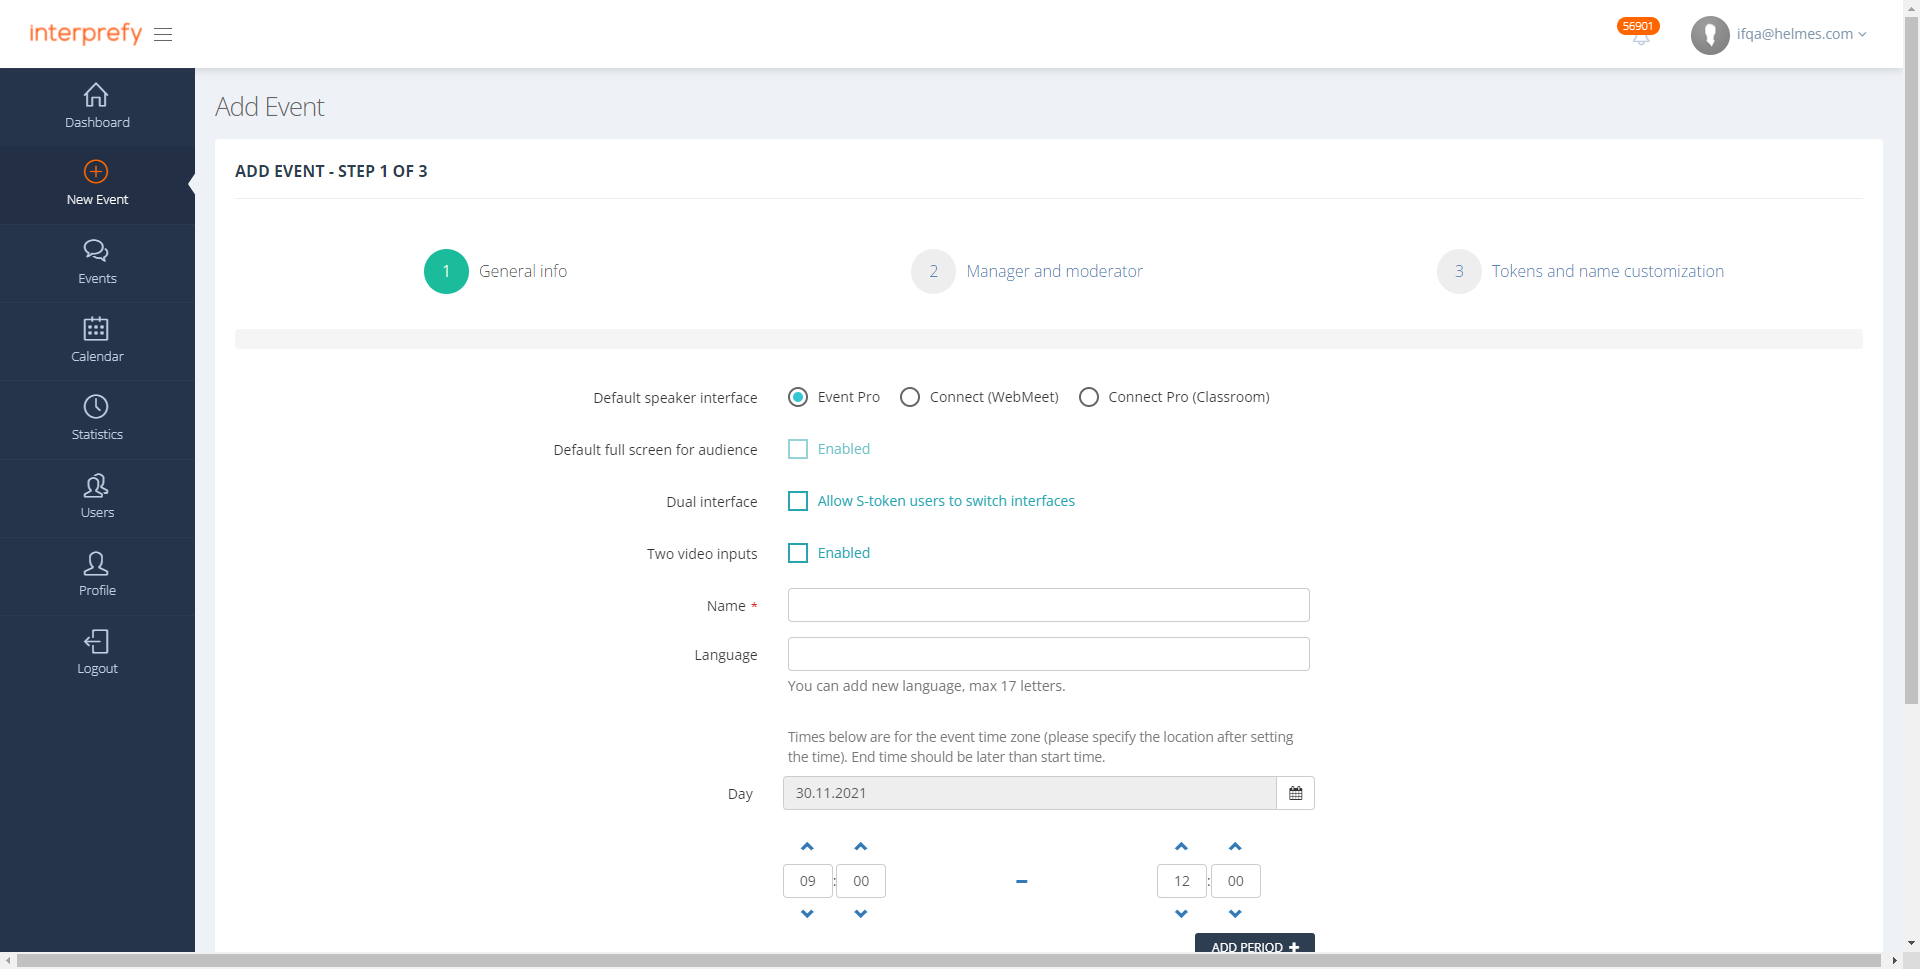 interprefy
56901
ifqa@helmes.com
Dashboard
New Event
Events
Calendar
Statistics
Users
Profile
Logout
Add Event
ADD EVENT - STEP 1 OF 3
1 General info
2 Manager and moderator
3 Tokens and name customization
Default speaker interface Event Pro Connect (WebMeet) Connect Pro (Classroom)
Default full screen for audience Enabled
Dual interface Allow S-token users to switch interfaces
Two video inputs Enabled
Name *
Language
You can add new language, max 17 letters.
Times below are for the event time zone (please specify the location after setting
the time). End time should be later than start time.
Day 30.11.2021
09 : 00 – 12 : 00
ADD PERIOD +